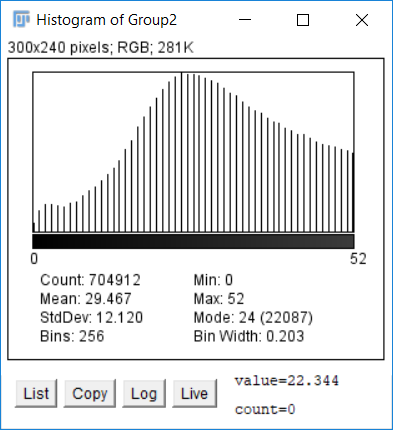 Histogram of Group2
300x240 pixels; RGB; 281K
0 52
Count: 704912 Min: 0
Mean: 29.467 Max: 52
StdDev: 12.120 Mode: 24 (22087)
Bins: 256 Bin Width: 0.203
List Copy Log Live value=22.344
count=0